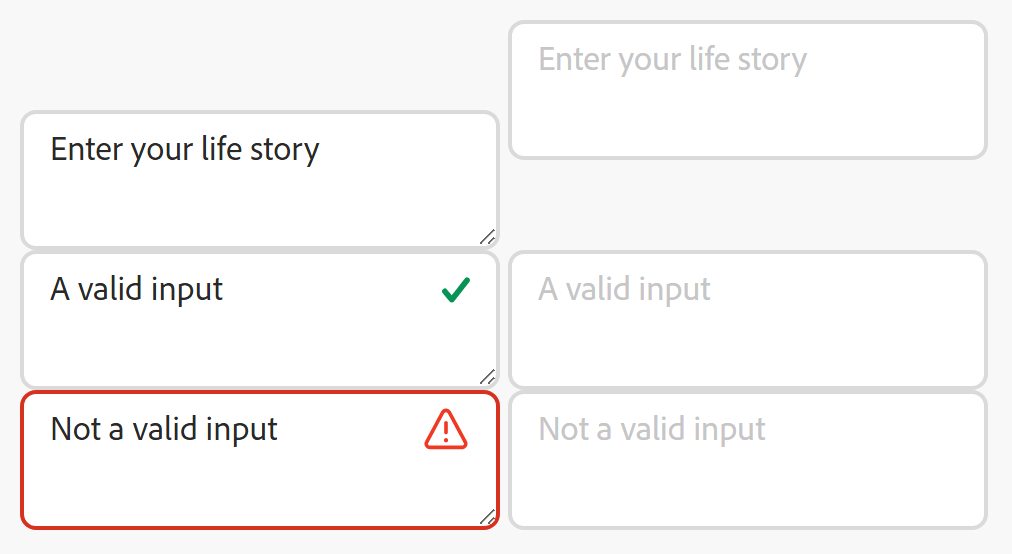 Enter your life story
Enter your life story
A valid input
A valid input
Not a valid input
Not a valid input